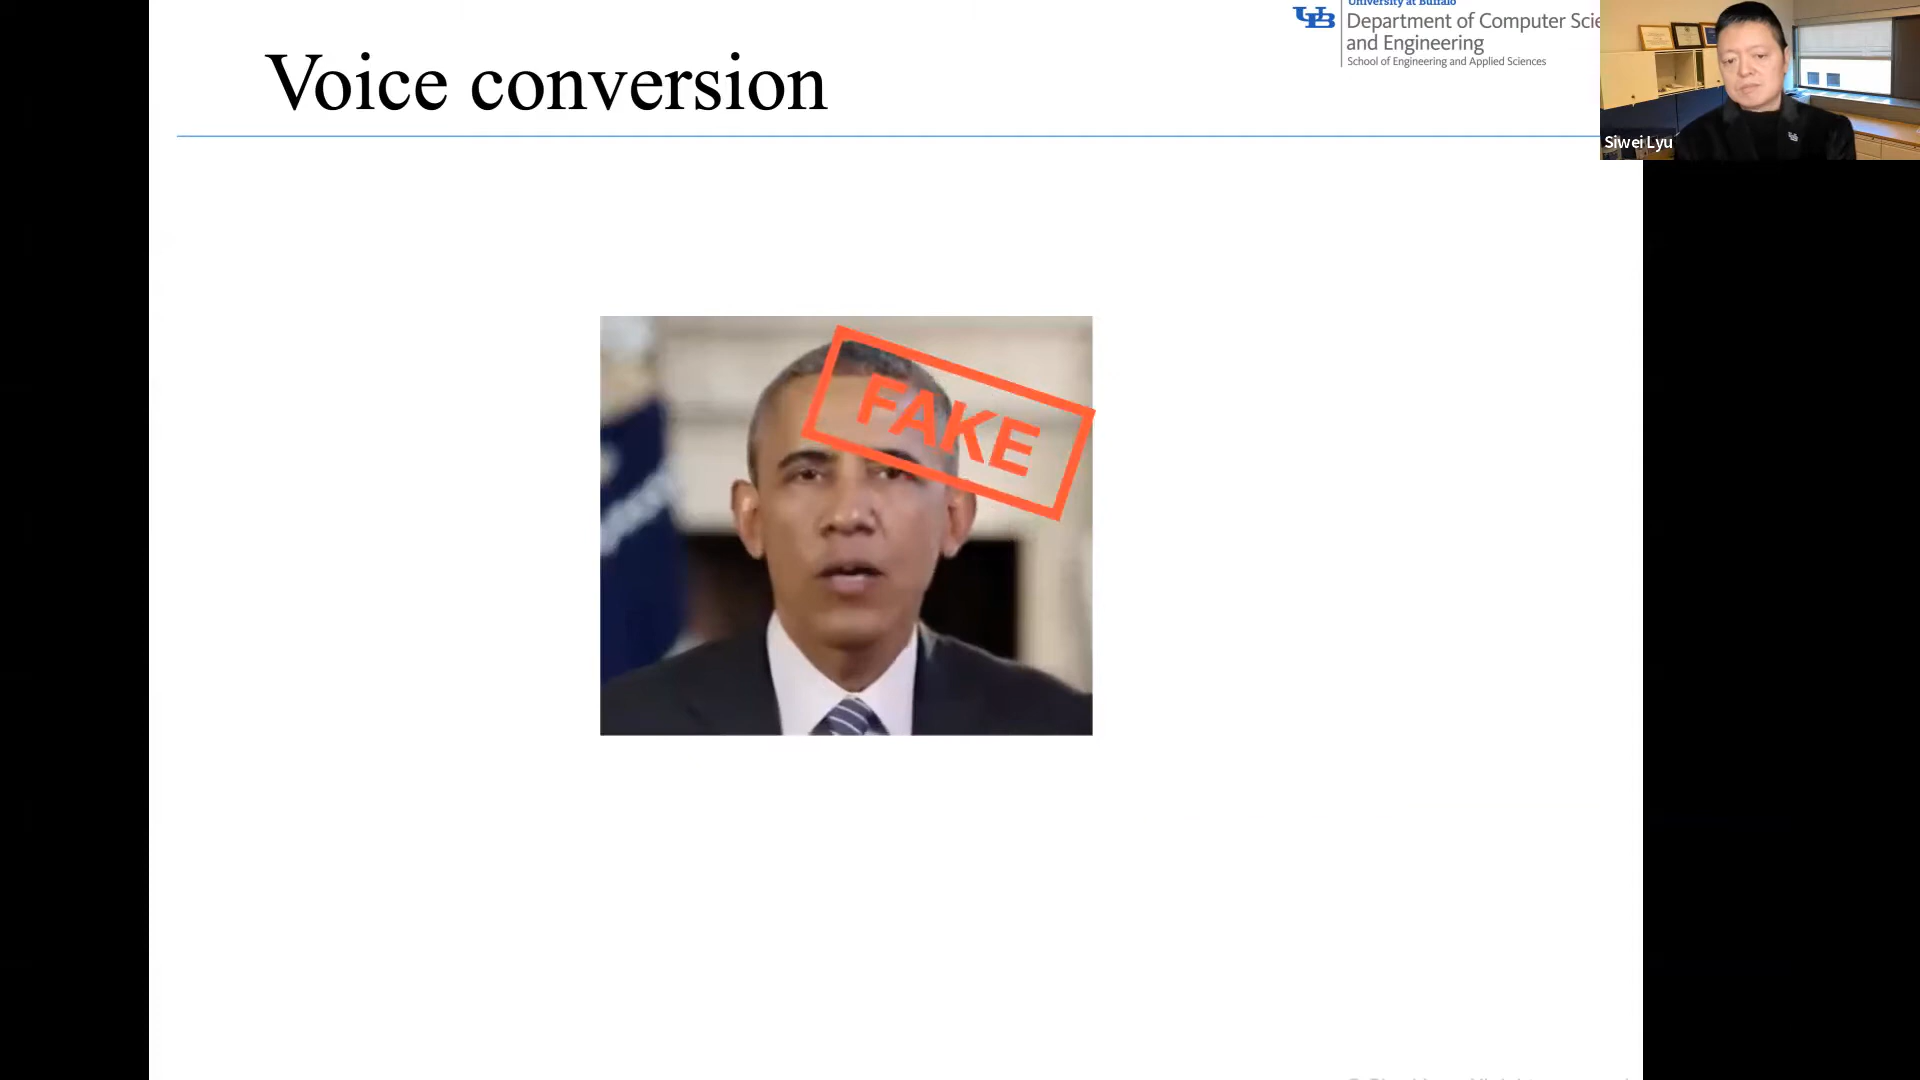 University at Buffalo
Department of Computer Scie
and Engineering
School of Engineering and Applied Sciences
Voice conversion
Siwei Lyu
FAKE